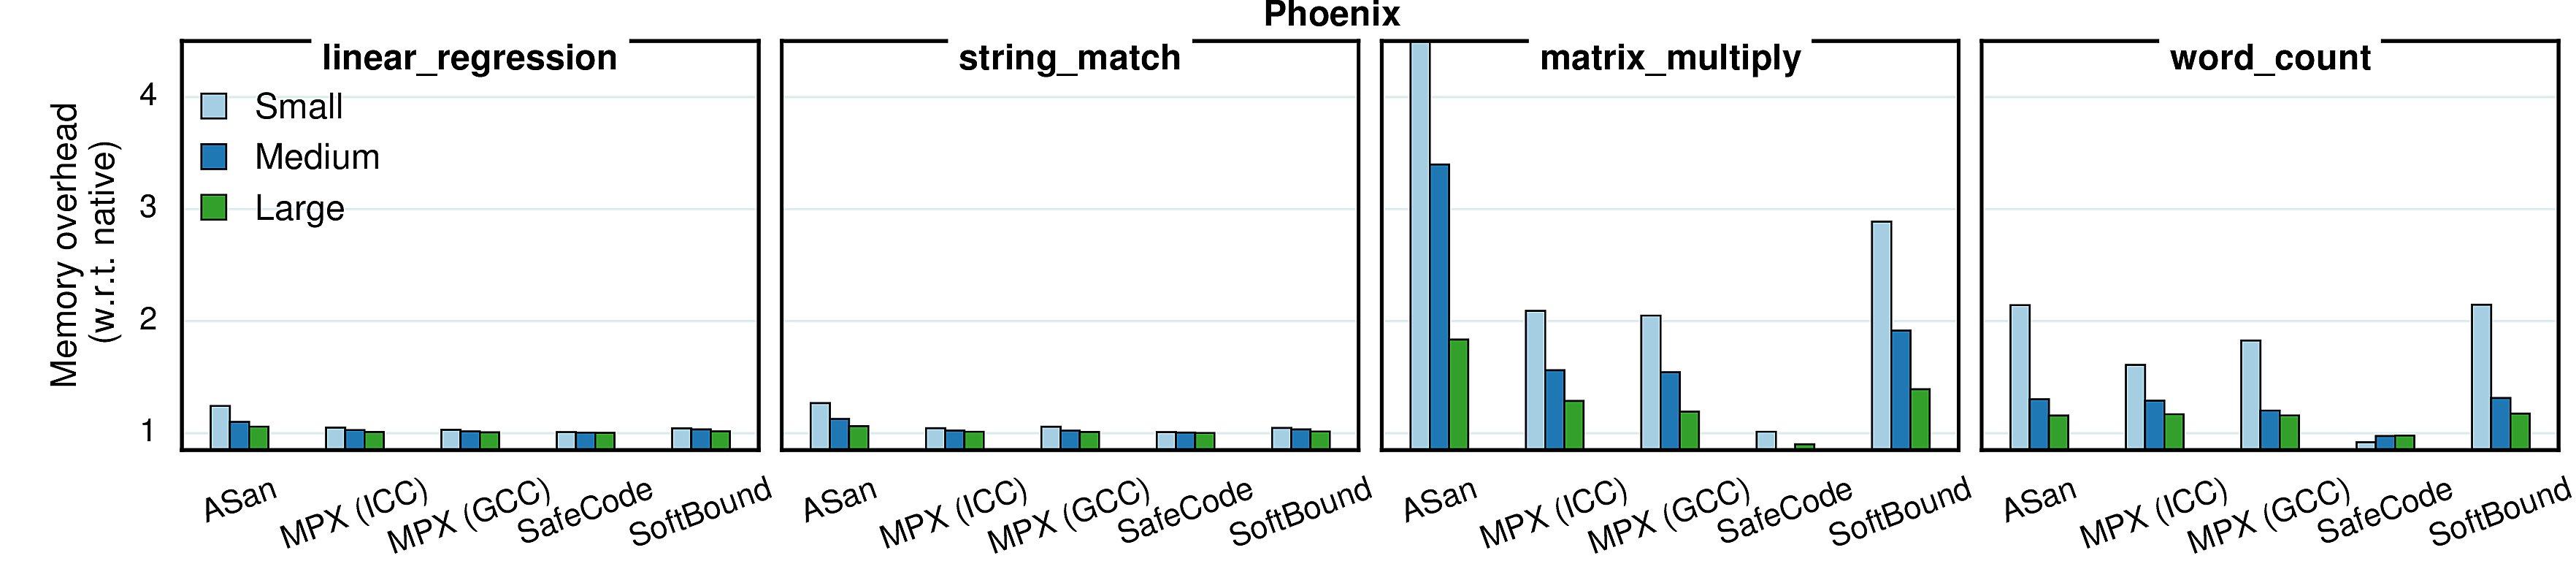 Phoenix
linear_regression
string_match
matrix_multiply
word_count
Memory overhead
(w.r.t. native)
4
3
2
1
Small
Medium
Large
ASan
MPX (ICC)
MPX (GCC)
SafeCode
SoftBound
ASan
MPX (ICC)
MPX (GCC)
SafeCode
SoftBound
ASan
MPX (ICC)
MPX (GCC)
SafeCode
SoftBound
ASan
MPX (ICC)
MPX (GCC)
SafeCode
SoftBound